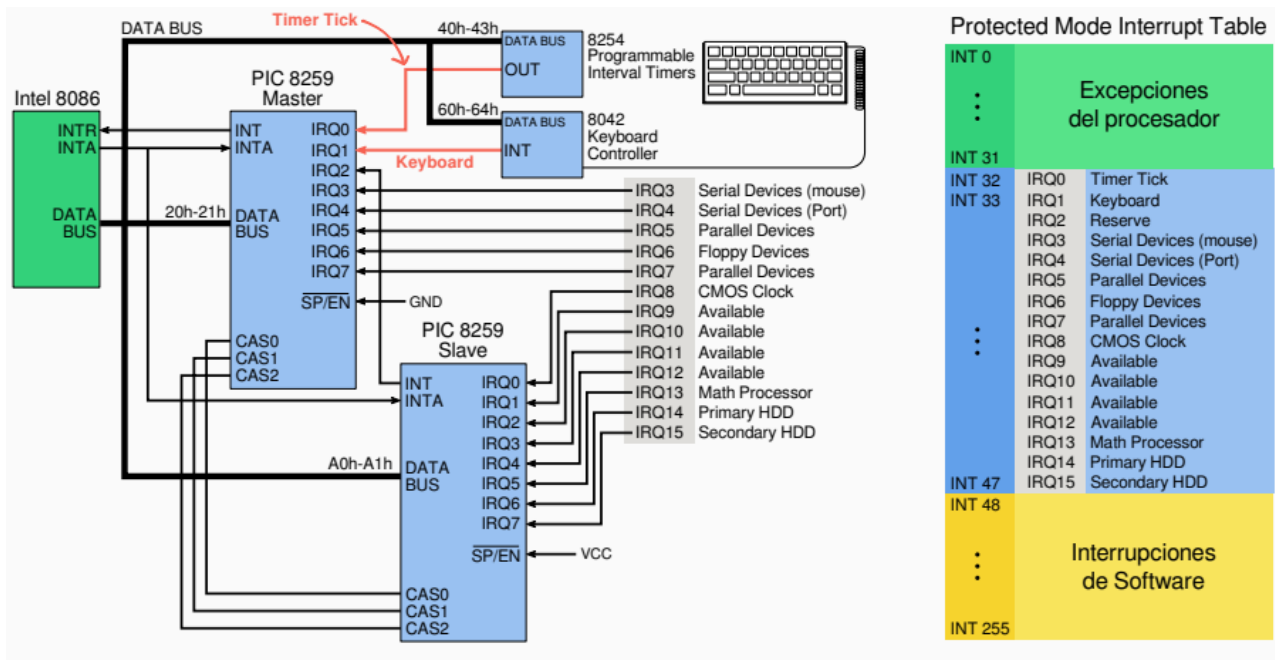 DATA BUS
Timer Tick
40h-43h
DATA BUS
OUT
8254
Programmable
Interval Timers
60h-64h
DATA BUS
INT
8042
Keyboard
Controller
Keyboard
Intel 8086
INTR
INTA
DATA
BUS
20h-21h
PIC 8259
Master
INT
INTA
DATA
BUS
IRQ0
IRQ1
IRQ2
IRQ3
IRQ4
IRQ5
IRQ6
IRQ7
SP/EN
GND
CAS0
CAS1
CAS2
IRQ3 Serial Devices (mouse)
IRQ4 Serial Devices (Port)
IRQ5 Parallel Devices
IRQ6 Floppy Devices
IRQ7 Parallel Devices
IRQ8 CMOS Clock
IRQ9 Available
IRQ10 Available
IRQ11 Available
IRQ12 Available
IRQ13 Math Processor
IRQ14 Primary HDD
IRQ15 Secondary HDD
PIC 8259
Slave
INT
INTA
A0h-A1h
DATA
BUS
IRQ0
IRQ1
IRQ2
IRQ3
IRQ4
IRQ5
IRQ6
IRQ7
SP/EN
VCC
CAS0
CAS1
CAS2
Protected Mode Interrupt Table
INT 0
Excepciones
del procesador
INT 31
INT 32 IRQ0 Timer Tick
INT 33 IRQ1 Keyboard
IRQ2 Reserve
IRQ3 Serial Devices (mouse)
IRQ4 Serial Devices (Port)
IRQ5 Parallel Devices
IRQ6 Floppy Devices
IRQ7 Parallel Devices
IRQ8 CMOS Clock
IRQ9 Available
IRQ10 Available
IRQ11 Available
IRQ12 Available
IRQ13 Math Processor
IRQ14 Primary HDD
INT 47 IRQ15 Secondary HDD
INT 48
Interrupciones
de Software
INT 255